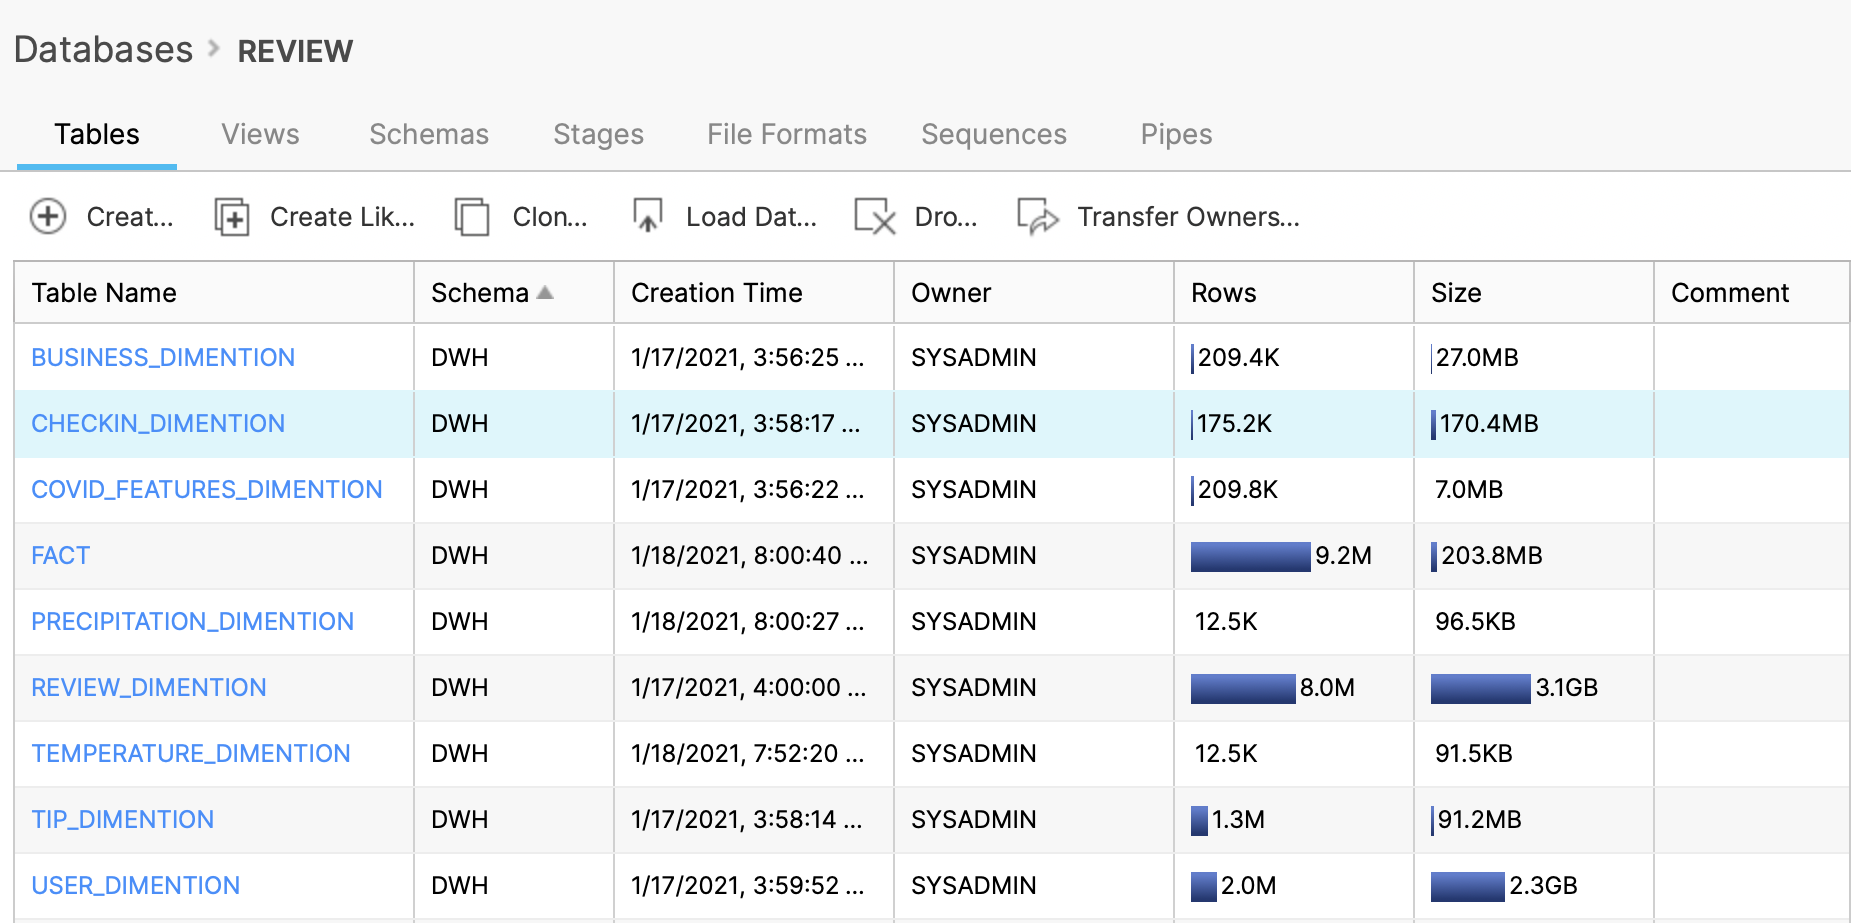 Databases > REVIEW
Tables Views Schemas Stages File Formats Sequences Pipes
Creat... Create Lik... Clon... Load Dat... Dro... Transfer Owners...
Table Name Schema Creation Time Owner Rows Size Comment
BUSINESS_DIMENTION DWH 1/17/2021, 3:56:25 ... SYSADMIN 209.4K 27.0MB
CHECKIN_DIMENTION DWH 1/17/2021, 3:58:17 ... SYSADMIN 175.2K 170.4MB
COVID_FEATURES_DIMENTION DWH 1/17/2021, 3:56:22 ... SYSADMIN 209.8K 7.0MB
FACT DWH 1/18/2021, 8:00:40 ... SYSADMIN 9.2M 203.8MB
PRECIPITATION_DIMENTION DWH 1/18/2021, 8:00:27 ... SYSADMIN 12.5K 96.5KB
REVIEW_DIMENTION DWH 1/17/2021, 4:00:00 ... SYSADMIN 8.0M 3.1GB
TEMPERATURE_DIMENTION DWH 1/18/2021, 7:52:20 ... SYSADMIN 12.5K 91.5KB
TIP_DIMENTION DWH 1/17/2021, 3:58:14 ... SYSADMIN 1.3M 91.2MB
USER_DIMENTION DWH 1/17/2021, 3:59:52 ... SYSADMIN 2.0M 2.3GB